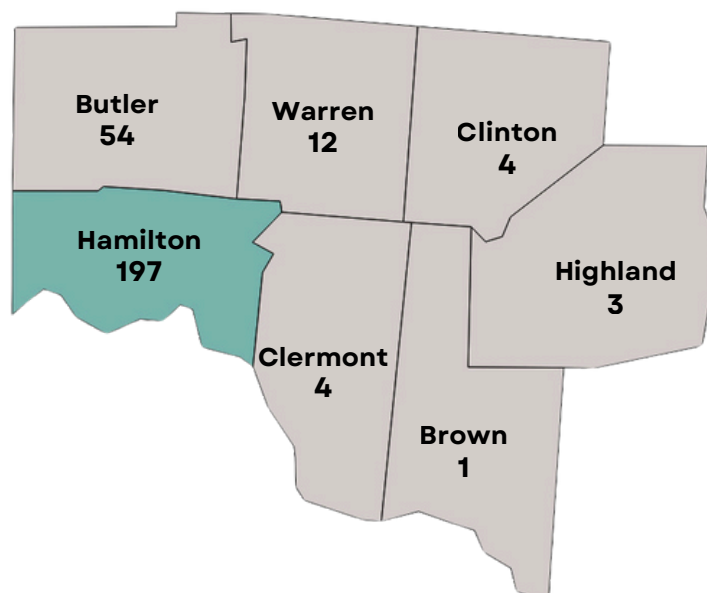 Butler
54
Warren
12
Clinton
4
Hamilton
197
Highland
3
Clermont
4
Brown
1